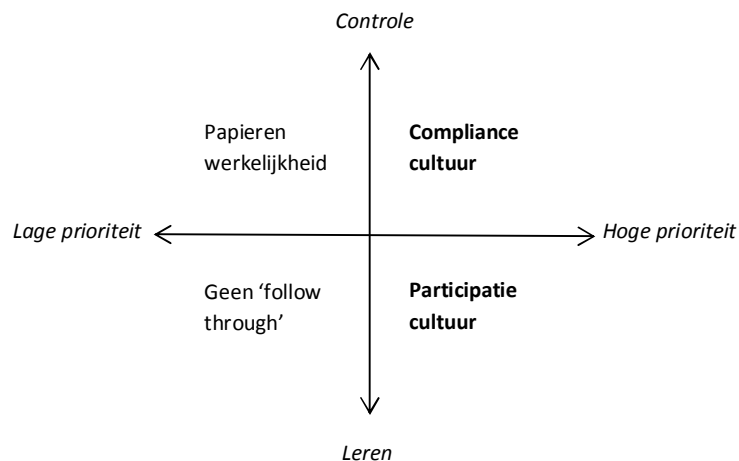 Controle
Papieren
werkelijkheid
Compliance
cultuur
Lage prioriteit
Hoge prioriteit
Geen ‘follow
through’
Participatie
cultuur
Leren